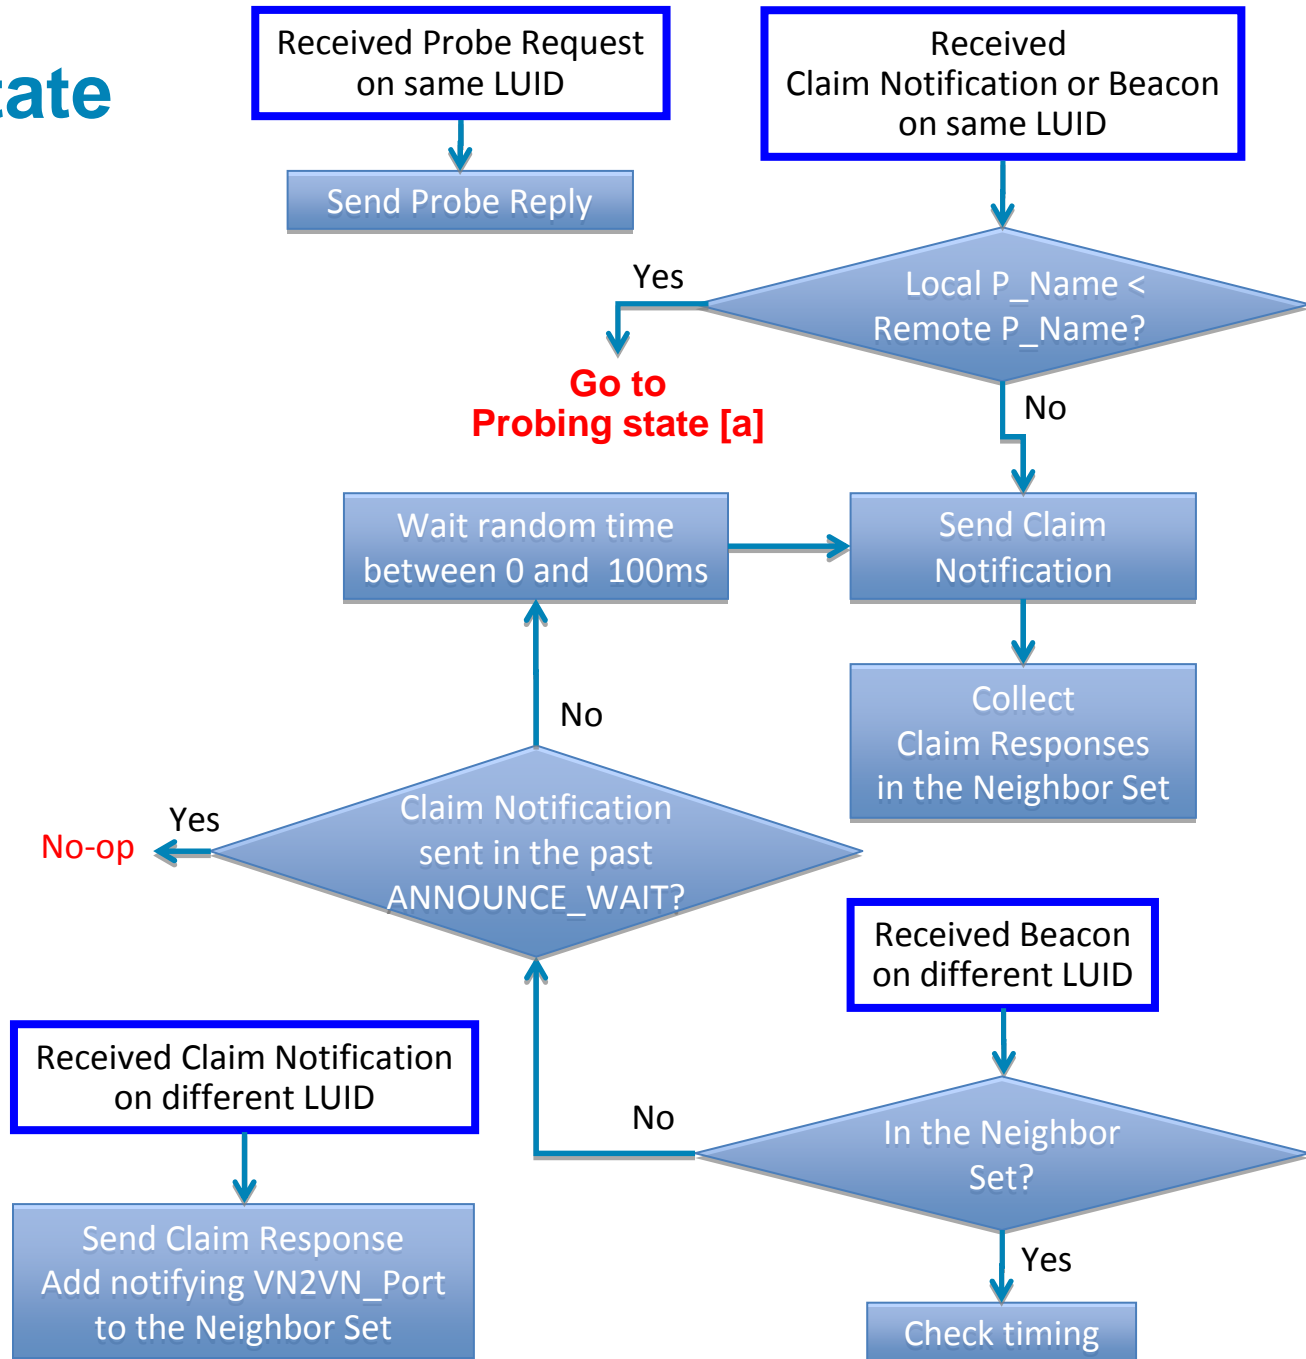 tate
Received Probe Request
on same LUID
Send Probe Reply
Received
Claim Notification or Beacon
on same LUID
Local P_Name <
Remote P_Name?
Yes
Go to
Probing state [a]
No
Wait random time
between 0 and 100ms
Send Claim
Notification
Collect
Claim Responses
in the Neighbor Set
No
Claim Notification
sent in the past
ANNOUNCE_WAIT?
Yes
No-op
Received Beacon
on different LUID
Received Claim Notification
on different LUID
No
In the Neighbor
Set?
Yes
Send Claim Response
Add notifying VN2VN_Port
to the Neighbor Set
Check timing